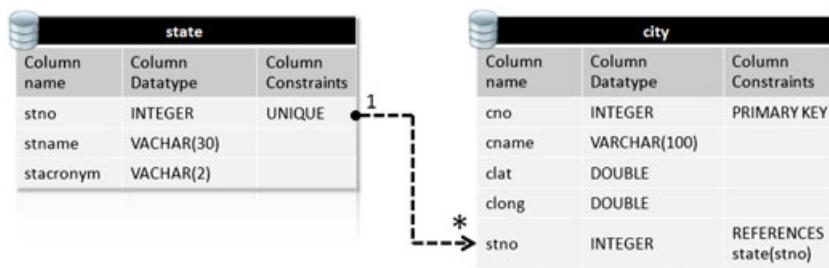 state
Column name Column Datatype Column Constraints
stno INTEGER UNIQUE
stname VACHAR(30)
stacronym VACHAR(2)
1
*
city
Column name Column Datatype Column Constraints
cno INTEGER PRIMARY KEY
cname VARCHAR(100)
clat DOUBLE
clong DOUBLE
stno INTEGER REFERENCES state(stno)